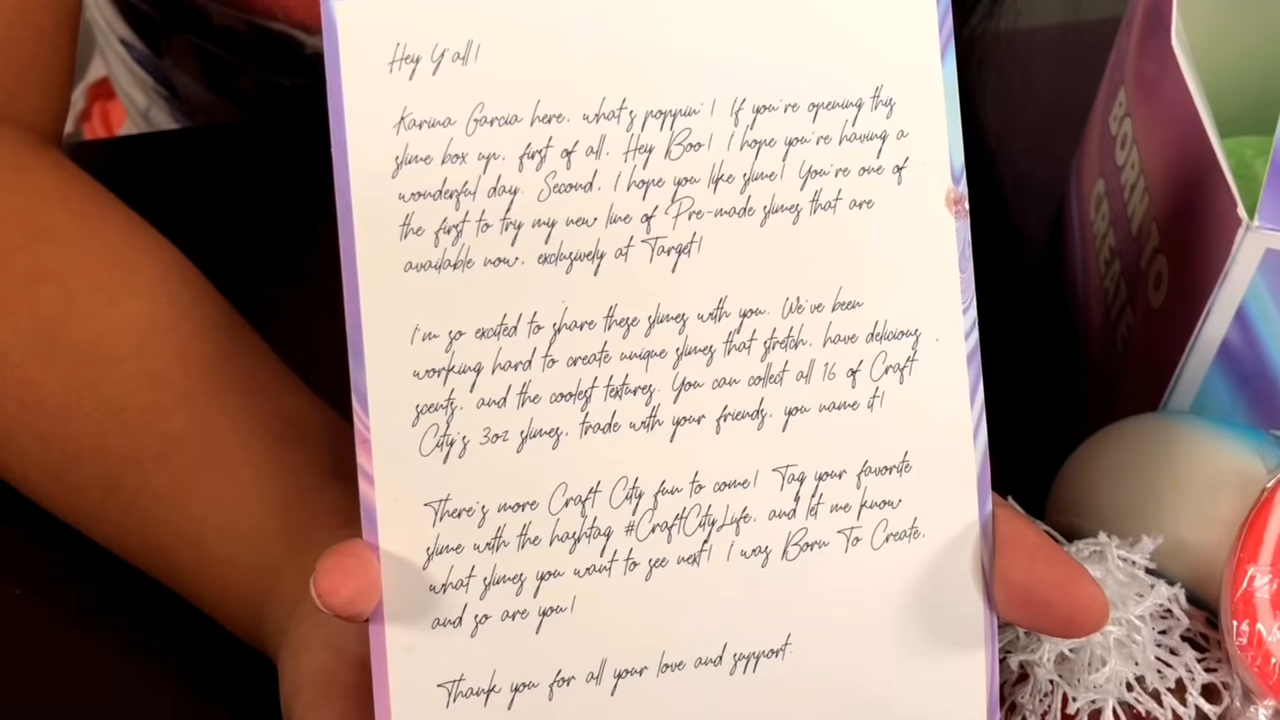 Hey Y'all!
Karina Garcia here, what's poppin'! If you're opening this
slime box up, first of all, Hey Boo! I hope you're having a
wonderful day. Second, I hope you like slime! You're one of
the first to try my new line of Pre-made slimes that are
available now, exclusively at Target!
I'm so excited to share these slimes with you. We've been
working hard to create unique slimes that stretch, have delicious
scents, and the coolest textures. You can collect all 16 of Craft
City's 3oz slimes, trade with your friends, you name it!
There's more Craft City fun to come! Tag your favorite
slime with the hashtag #CraftCityLife, and let me know
what slimes you want to see next! I was Born To Create,
and so are you!
Thank you for all your love and support.
BORN TO
CREATE